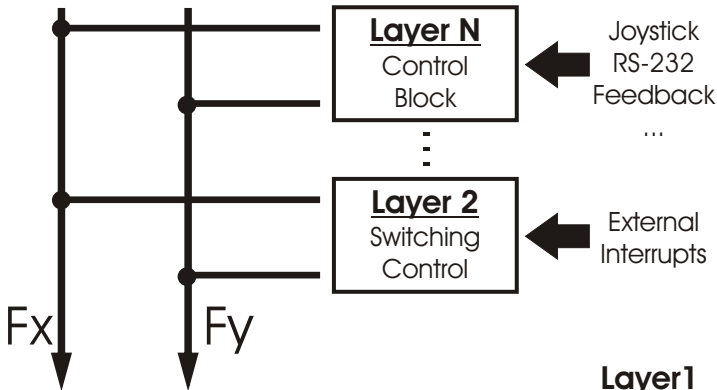 Layer N
Control
Block
Joystick
RS-232
Feedback
...
Layer 2
Switching
Control
External
Interrupts
Fx
Fy
Layer1